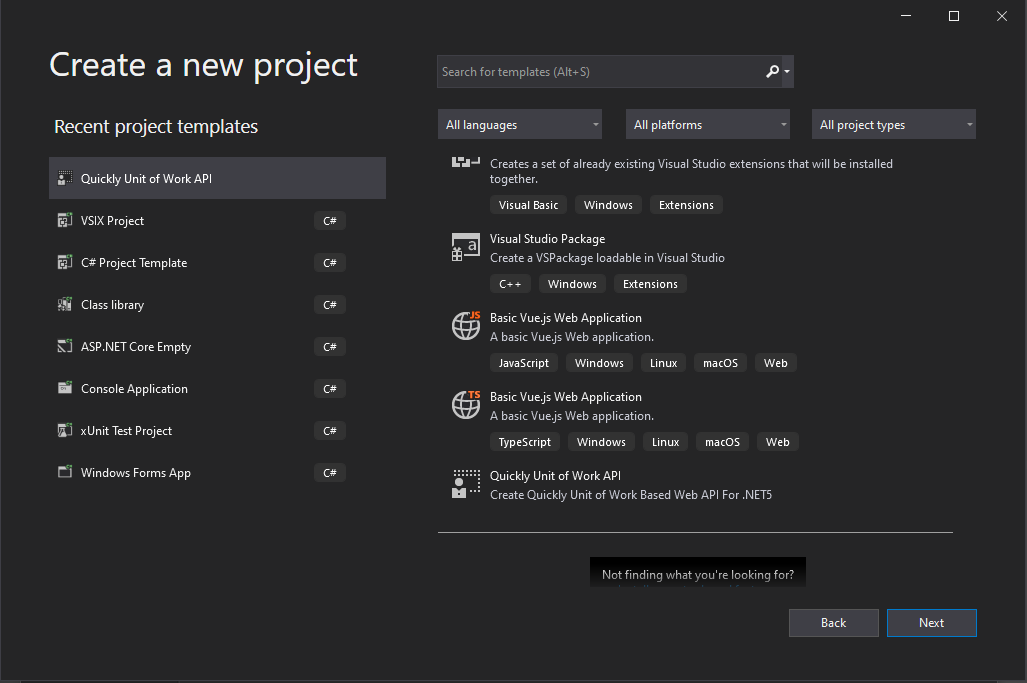 Create a new project
Search for templates (Alt+S)
Recent project templates
All languages
All platforms
All project types
Quickly Unit of Work API
VSIX Project C#
C# Project Template C#
Class library C#
ASP.NET Core Empty C#
Console Application C#
xUnit Test Project C#
Windows Forms App C#
Creates a set of already existing Visual Studio extensions that will be installed
together.
Visual Basic Windows Extensions
a
Visual Studio Package
Create a VSPackage loadable in Visual Studio
C++ Windows Extensions
JS
Basic Vue.js Web Application
A basic Vue.js Web application.
JavaScript Windows Linux macOS Web
TS
Basic Vue.js Web Application
A basic Vue.js Web application.
TypeScript Windows Linux macOS Web
Quickly Unit of Work API
Create Quickly Unit of Work Based Web API For .NET5
Not finding what you're looking for?
Back
Next